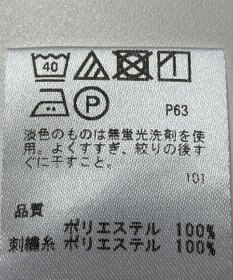 40
P
P63
淡色のものは無蛍光洗剤を使
用。よくすすぎ、絞りの後す
ぐに干すこと。
101
品質
ポリエステル 100%
刺繍糸 ポリエステル 100%